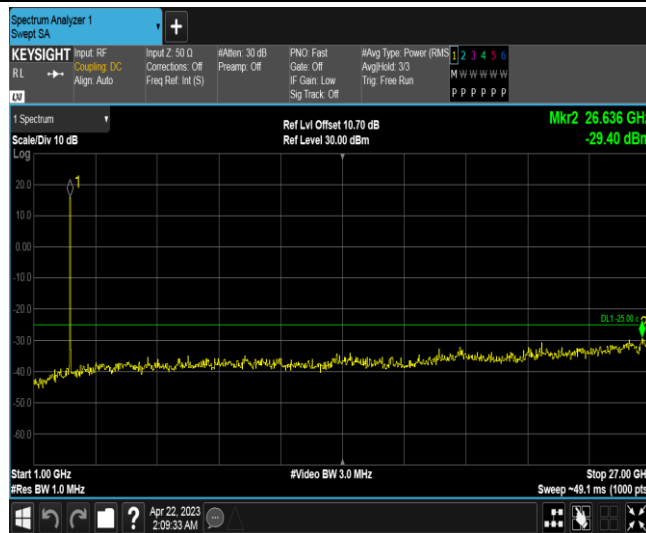 Spectrum Analyzer 1
Swept SA
+
KEYSIGHT
RL
LXI
Input: RF
Coupling: DC
Align: Auto
Input Z: 50 Ω
Corrections: Off
Freq Ref: Int (S)
#Atten: 30 dB
Preamp: Off
PNO: Fast
Gate: Off
IF Gain: Low
Sig Track: Off
#Avg Type: Power (RMS
Avg|Hold: 3/3
Trig: Free Run
1 2 3 4 5 6
M W W W W W
P P P P P P
1 Spectrum
Scale/Div 10 dB
Log
Ref Lvl Offset 10.70 dB
Ref Level 30.00 dBm
Mkr2 26.636 GHz
-29.40 dBm
20.0
10.0
0.00
-10.0
-20.0
-30.0
-40.0
-50.0
-60.0
1
DL1 -25.00
Start 1.00 GHz
#Res BW 1.0 MHz
#Video BW 3.0 MHz
Stop 27.00 GHz
Sweep ~49.1 ms (1000 pts
?
Apr 22, 2023
2:09:33 AM